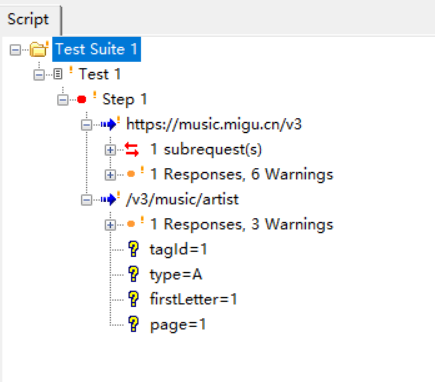 Script
Test Suite 1
Test 1
Step 1
https://music.migu.cn/v3
1 subrequest(s)
1 Responses, 6 Warnings
/v3/music/artist
1 Responses, 3 Warnings
tagId=1
type=A
firstLetter=1
page=1